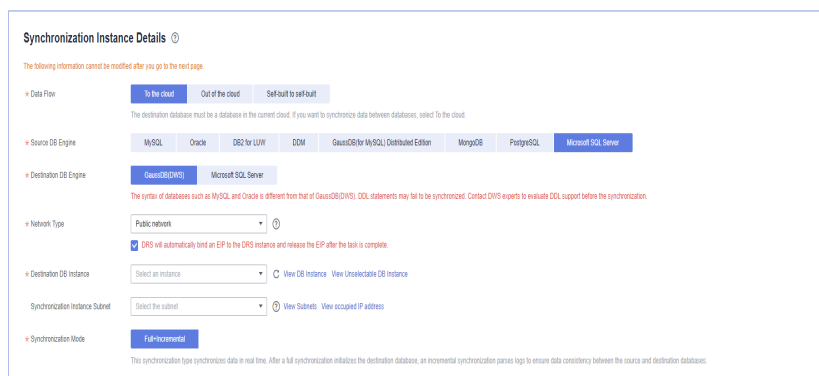 Synchronization Instance Details ?
The following information cannot be modified after you go to the next page.
* Data Flow To the cloud Out of the cloud Self-built to self-built
The destination database must be a database in the current cloud. If you want to synchronize data between databases, select To the cloud.
* Source DB Engine MySQL Oracle DB2 for LUW DDM GaussDB(for MySQL) Distributed Edition MongoDB PostgreSQL Microsoft SQL Server
* Destination DB Engine GaussDB(DWS) Microsoft SQL Server
The syntax of databases such as MySQL and Oracle is different from that of GaussDB(DWS). DDL statements may fail to be synchronized. Contact DWS experts to evaluate DDL support before the synchronization.
* Network Type Public network ?
DRS will automatically bind an EIP to the DRS instance and release the EIP after the task is complete.
* Destination DB Instance Select an instance View DB Instance View Unselectable DB Instance
Synchronization Instance Subnet Select the subnet ? View Subnets View occupied IP address
* Synchronization Mode Full+Incremental
This synchronization type synchronizes data in real time. After a full synchronization initializes the destination database, an incremental synchronization parses logs to ensure data consistency between the source and destination databases.